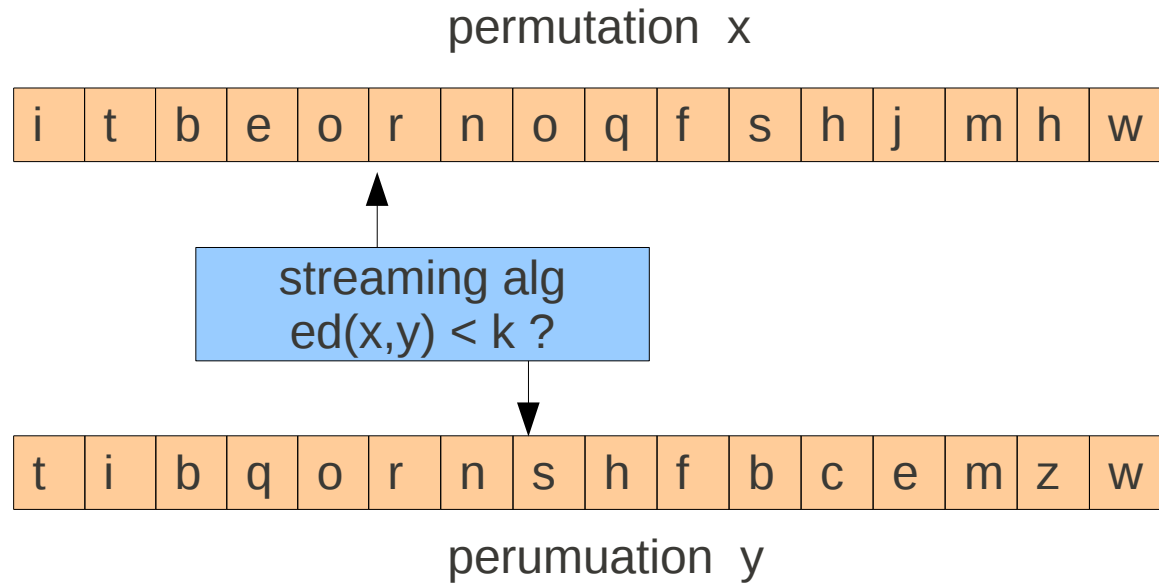 permutation x
i t b e o r n o q f s h j m h w
streaming alg
ed(x,y) < k ?
t i b q o r n s h f b c e m z w
perumuation y